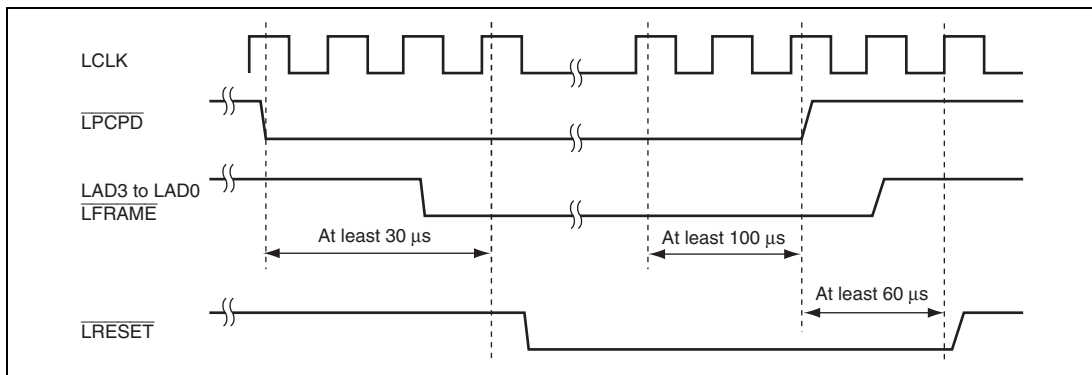 LCLK
LPCPD
LAD3 to LAD0
LFRAME
At least 30 μs
At least 100 μs
At least 60 μs
LRESET